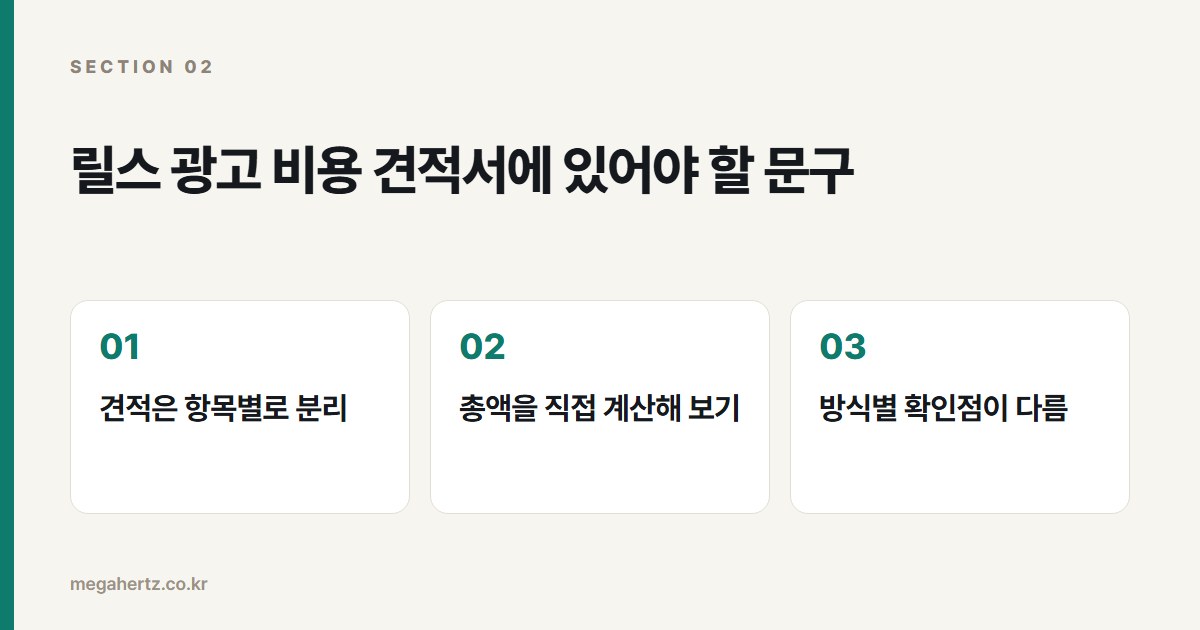 SECTION 02
릴스 광고 비용 견적서에 있어야 할 문구
01
견적은 항목별로 분리
02
총액을 직접 계산해 보기
03
방식별 확인점이 다름
megahertz.co.kr